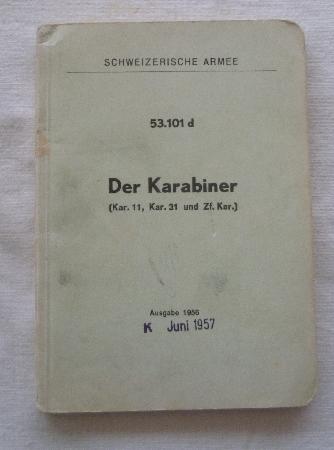 SCHWEIZERISCHE ARMEE
53.101 d
Der Karabiner
(Kar. 11, Kar. 31 und Zf. Kar.)
Ausgabe 1956
K Juni 1957